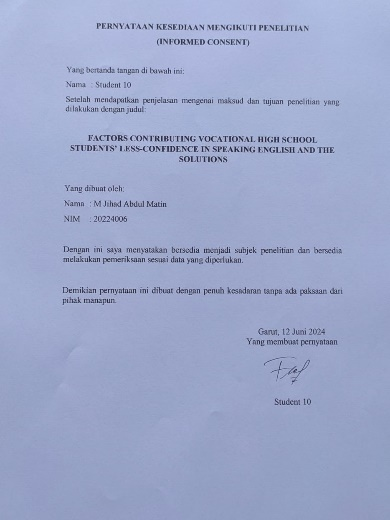 PERNYATAAN KESEDIAAN MENGIKUTI PENELITIAN
(INFORMED CONSENT)
Yang bertanda tangan di bawah ini:
Nama : Student 10
Setelah mendapatkan penjelasan mengenai maksud dan tujuan penelitian yang
dilakukan dengan judul:
FACTORS CONTRIBUTING VOCATIONAL HIGH SCHOOL
STUDENTS' LESS-CONFIDENCE IN SPEAKING ENGLISH AND THE
SOLUTIONS
Yang dibuat oleh:
Nama : M Jihad Abdul Matin
NIM : 20224006
Dengan ini saya menyatakan bersedia menjadi subjek penelitian dan bersedia
melakukan pemeriksaan sesuai data yang diperlukan.
Demikian pernyataan ini dibuat dengan penuh kesadaran tanpa ada paksaan dari
pihak manapun.
Garut, 12 Juni 2024
Yang membuat pernyataan
Student 10